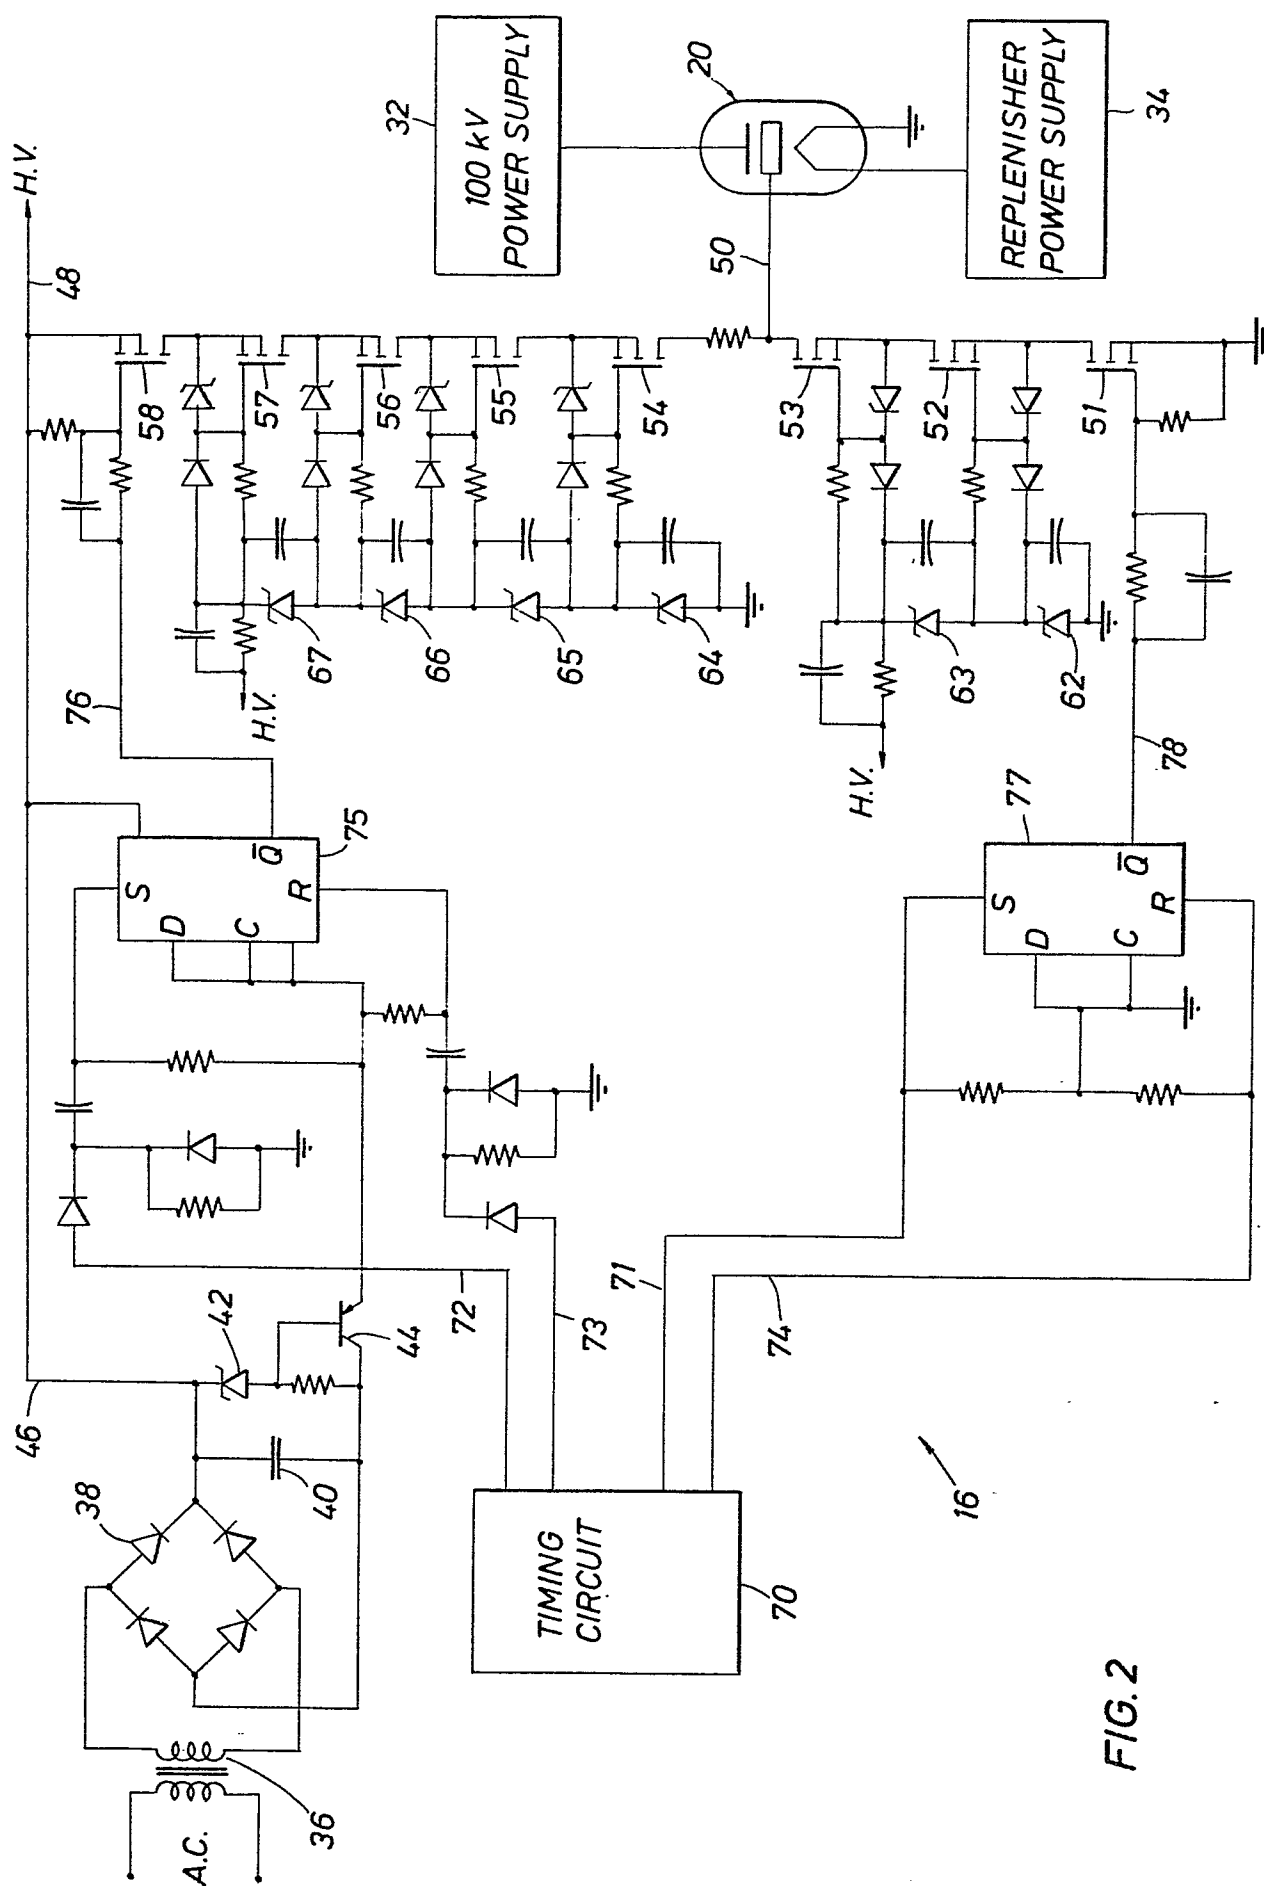 A.C.
36
38
40
46
42
44
72
73
71
74
TIMING
CIRCUIT
70
16
S
D
C
Q̅
R
75
76
S
D
C
Q̅
R
77
78
H.V.
67
66
65
64
H.V.
63
62
58
57
56
55
54
53
52
51
48
H.V.
50
32
100 kV
POWER SUPPLY
20
REPLENISHER
POWER SUPPLY
34
FIG. 2